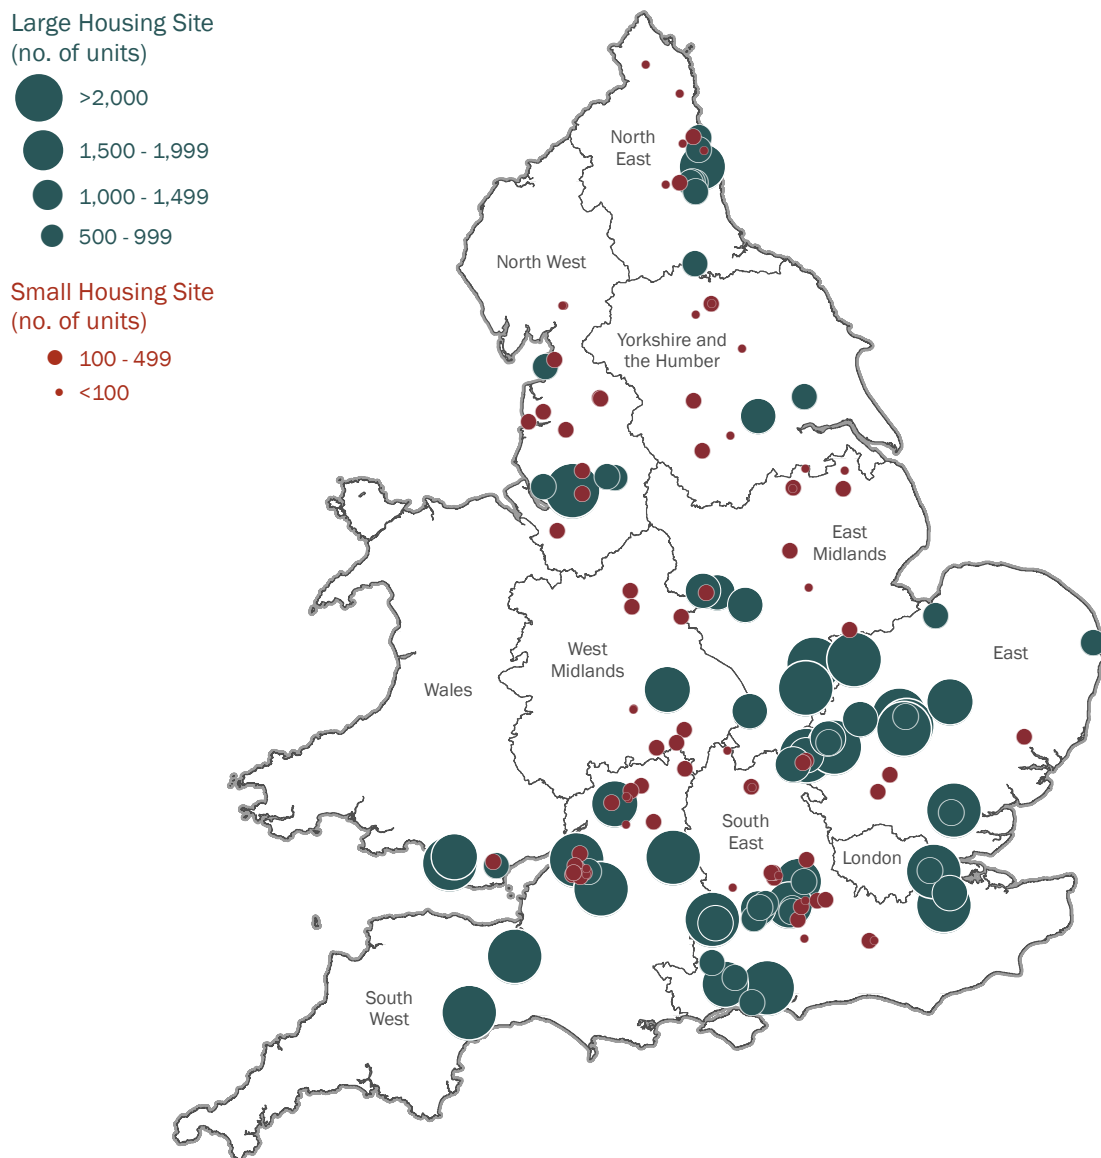 Large Housing Site
(no. of units)
>2,000
1,500 - 1,999
1,000 - 1,499
500 - 999
Small Housing Site
(no. of units)
100 - 499
<100
North
East
North West
Yorkshire and
the Humber
East
Midlands
West
Midlands
East
Wales
South
East
London
South
West